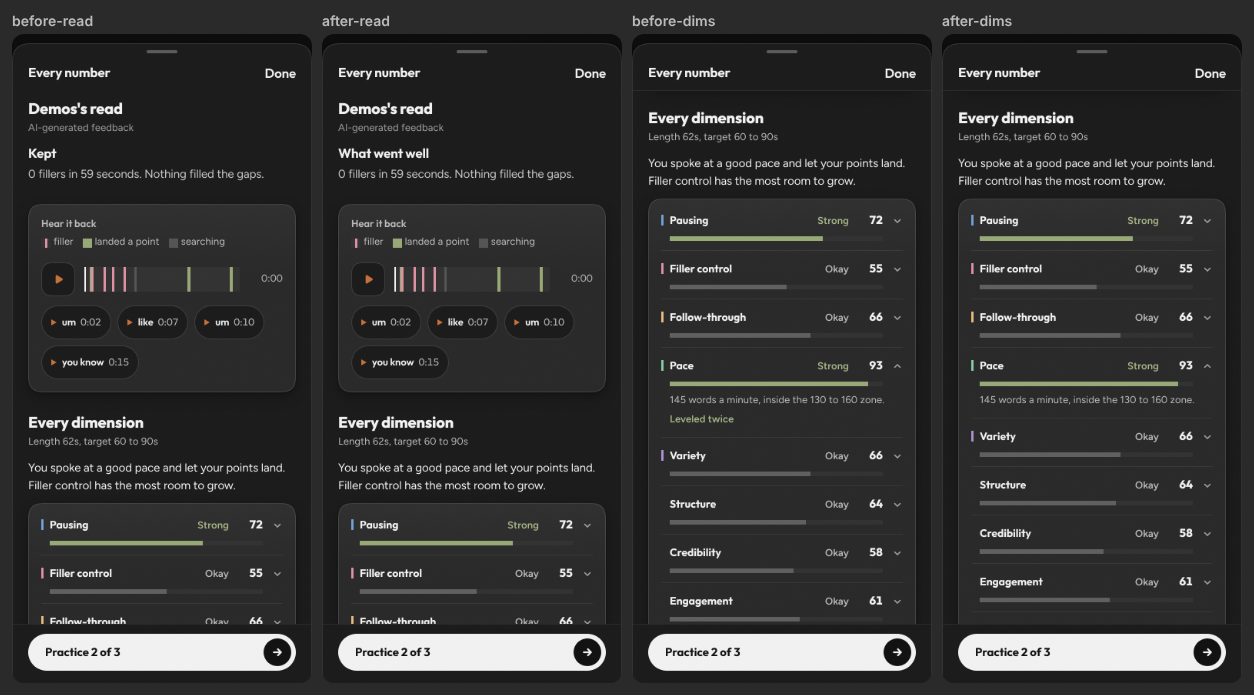 before-read
Every number
Done
Demos's read
AI-generated feedback
Kept
0 fillers in 59 seconds. Nothing filled the gaps.
Hear it back
filler landed a point searching
0:00
um 0:02 like 0:07 um 0:10
you know 0:15
Every dimension
Length 62s, target 60 to 90s
You spoke at a good pace and let your points land.
Filler control has the most room to grow.
Pausing Strong 72
Filler control Okay 55
Follow-through Okay 66
Practice 2 of 3
after-read
Every number
Done
Demos's read
AI-generated feedback
What went well
0 fillers in 59 seconds. Nothing filled the gaps.
Hear it back
filler landed a point searching
0:00
um 0:02 like 0:07 um 0:10
you know 0:15
Every dimension
Length 62s, target 60 to 90s
You spoke at a good pace and let your points land.
Filler control has the most room to grow.
Pausing Strong 72
Filler control Okay 55
Follow-through Okay 66
Practice 2 of 3
before-dims
Every number
Done
Every dimension
Length 62s, target 60 to 90s
You spoke at a good pace and let your points land.
Filler control has the most room to grow.
Pausing Strong 72
Filler control Okay 55
Follow-through Okay 66
Pace Strong 93
145 words a minute, inside the 130 to 160 zone.
Leveled twice
Variety Okay 66
Structure Okay 64
Credibility Okay 58
Engagement Okay 61
Practice 2 of 3
after-dims
Every number
Done
Every dimension
Length 62s, target 60 to 90s
You spoke at a good pace and let your points land.
Filler control has the most room to grow.
Pausing Strong 72
Filler control Okay 55
Follow-through Okay 66
Pace Strong 93
145 words a minute, inside the 130 to 160 zone.
Variety Okay 66
Structure Okay 64
Credibility Okay 58
Engagement Okay 61
Practice 2 of 3